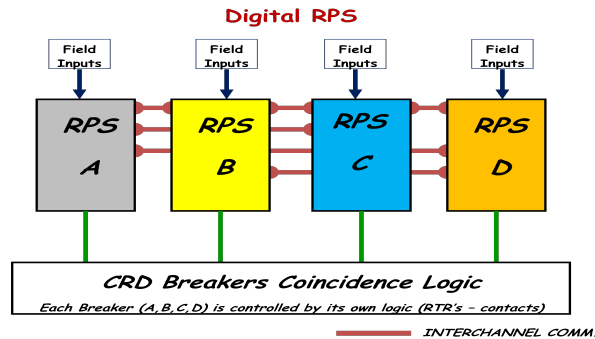 Digital RPS
Field
Inputs
Field
Inputs
Field
Inputs
Field
Inputs
RPS
A
RPS
B
RPS
C
RPS
D
CRD Breakers Coincidence Logic
Each Breaker (A,B,C,D) is controlled by its own logic (RTR's – contacts)
INTERCHANNEL COMM.